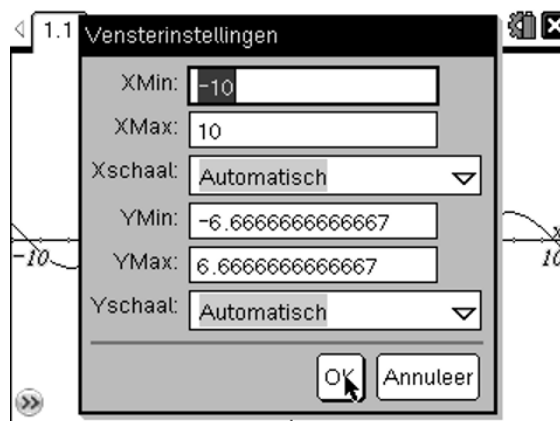 1.1
Vensterinstellingen
XMin: -10
XMax: 10
Xschaal: Automatisch
YMin: -6.6666666666667
YMax: 6.6666666666667
Yschaal: Automatisch
-10
x
10
OK Annuleer